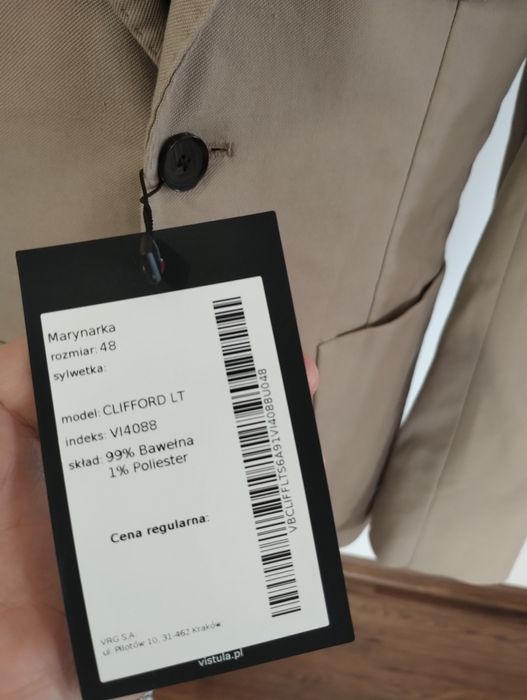 Marynarka
rozmiar: 48
sylwetka:
model: CLIFFORD LT
indeks: VI4088
skład: 99% Bawełna
1% Poliester
Cena regularna:
VBCLIFFLTS6A91VI4088U048
VRG S.A.
ul. Pilotów 10, 31-462 Kraków
vistula.pl